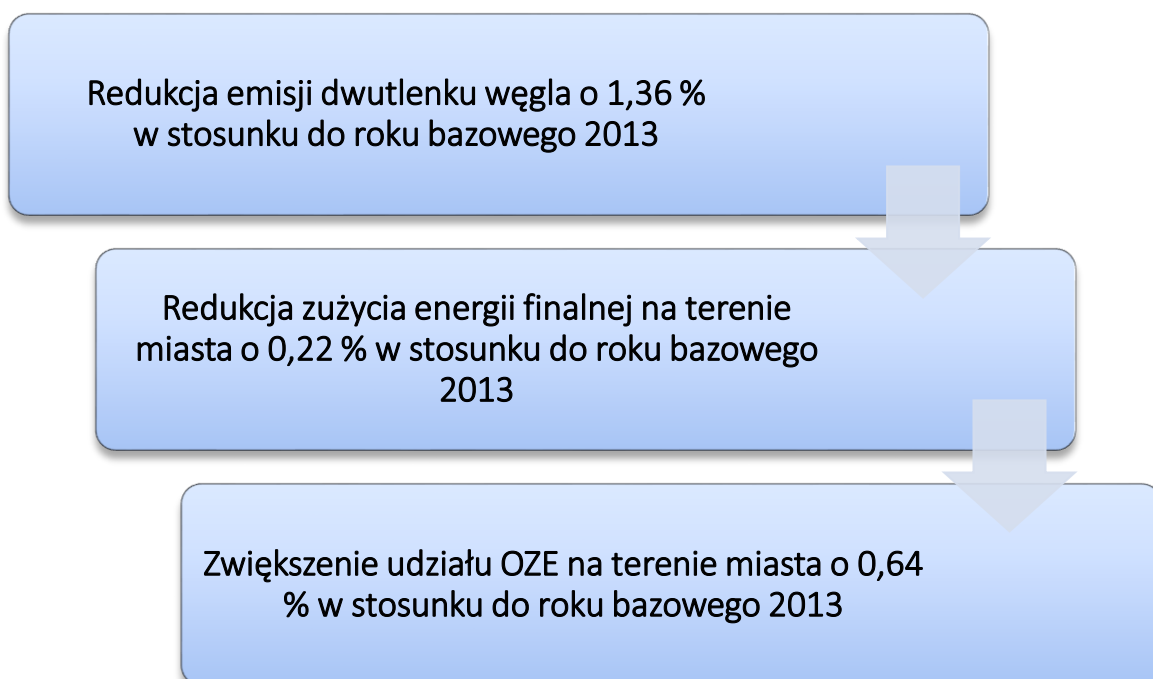 Redukcja emisji dwutlenku węgla o 1,36 %
w stosunku do roku bazowego 2013
Redukcja zużycia energii finalnej na terenie
miasta o 0,22 % w stosunku do roku bazowego
2013
Zwiększenie udziału OZE na terenie miasta o 0,64
% w stosunku do roku bazowego 2013